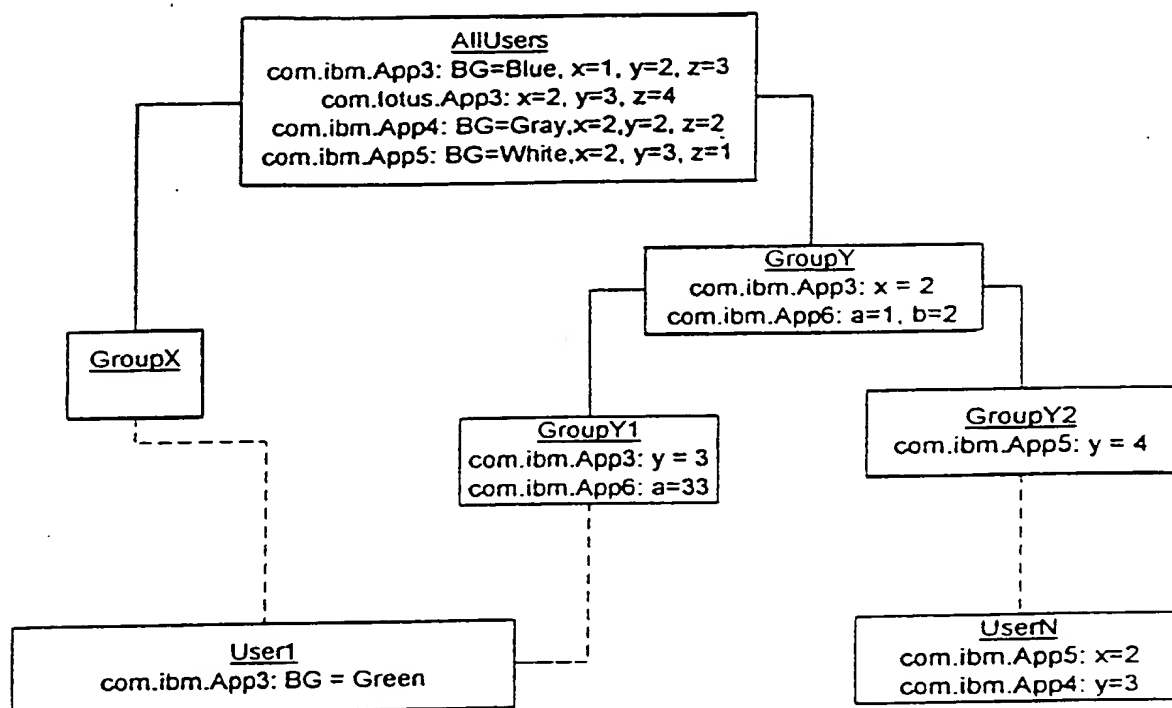 AllUsers
com.ibm.App3: BG=Blue, x=1, y=2, z=3
com.lotus.App3: x=2, y=3, z=4
com.ibm.App4: BG=Gray,x=2,y=2, z=2
com.ibm.App5: BG=White,x=2, y=3, z=1
GroupY
com.ibm.App3: x = 2
com.ibm.App6: a=1, b=2
GroupX
GroupY1
com.ibm.App3: y = 3
com.ibm.App6: a=33
GroupY2
com.ibm.App5: y = 4
User1
com.ibm.App3: BG = Green
UserN
com.ibm.App5: x=2
com.ibm.App4: y=3